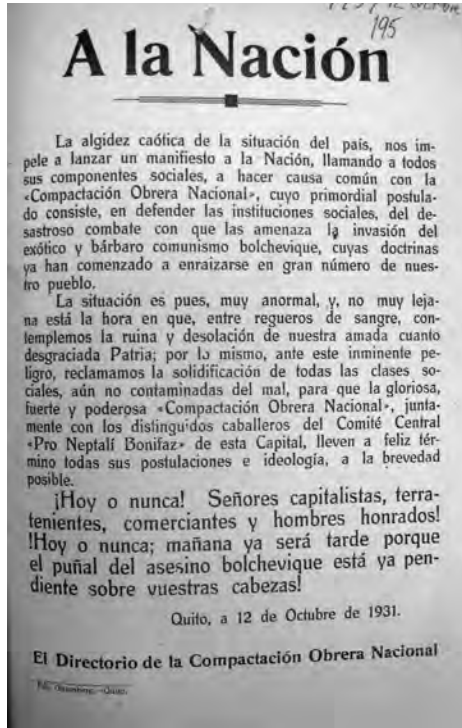 195
A la Nación
La algidez caótica de la situación del país, nos im-
pele a lanzar un manifiesto a la Nación, llamando a todos
sus componentes sociales, a hacer causa común con la
«Compactación Obrera Nacional», cuyo primordial postula-
do consiste, en defender las instituciones sociales, del de-
sastroso combate con que las amenaza la invasión del
exótico y bárbaro comunismo bolchevique, cuyas doctrinas
ya han comenzado a enraizarse en gran número de nues-
tro pueblo.
La situación es pues, muy anormal, y, no muy leja-
na está la hora en que, entre regueros de sangre, con-
templemos la ruina y desolación de nuestra amada cuanto
desgraciada Patria; por lo mismo, ante este inminente pe-
ligro, reclamamos la solidificación de todas las clases so-
ciales, aún no contaminadas del mal, para que la gloriosa,
fuerte y poderosa «Compactación Obrera Nacional», junta-
mente con los distinguidos caballeros del Comité Central
«Pro Neptalí Bonifaz» de esta Capital, lleven a feliz tér-
mino todas sus postulaciones e ideología, a la brevedad
posible.
¡Hoy o nunca! Señores capitalistas, terra-
tenientes, comerciantes y hombres honrados!
!Hoy o nunca; mañana ya será tarde porque
el puñal del asesino bolchevique está ya pen-
diente sobre vuestras cabezas!
Quito, a 12 de Octubre de 1931.
El Directorio de la Compactación Obrera Nacional